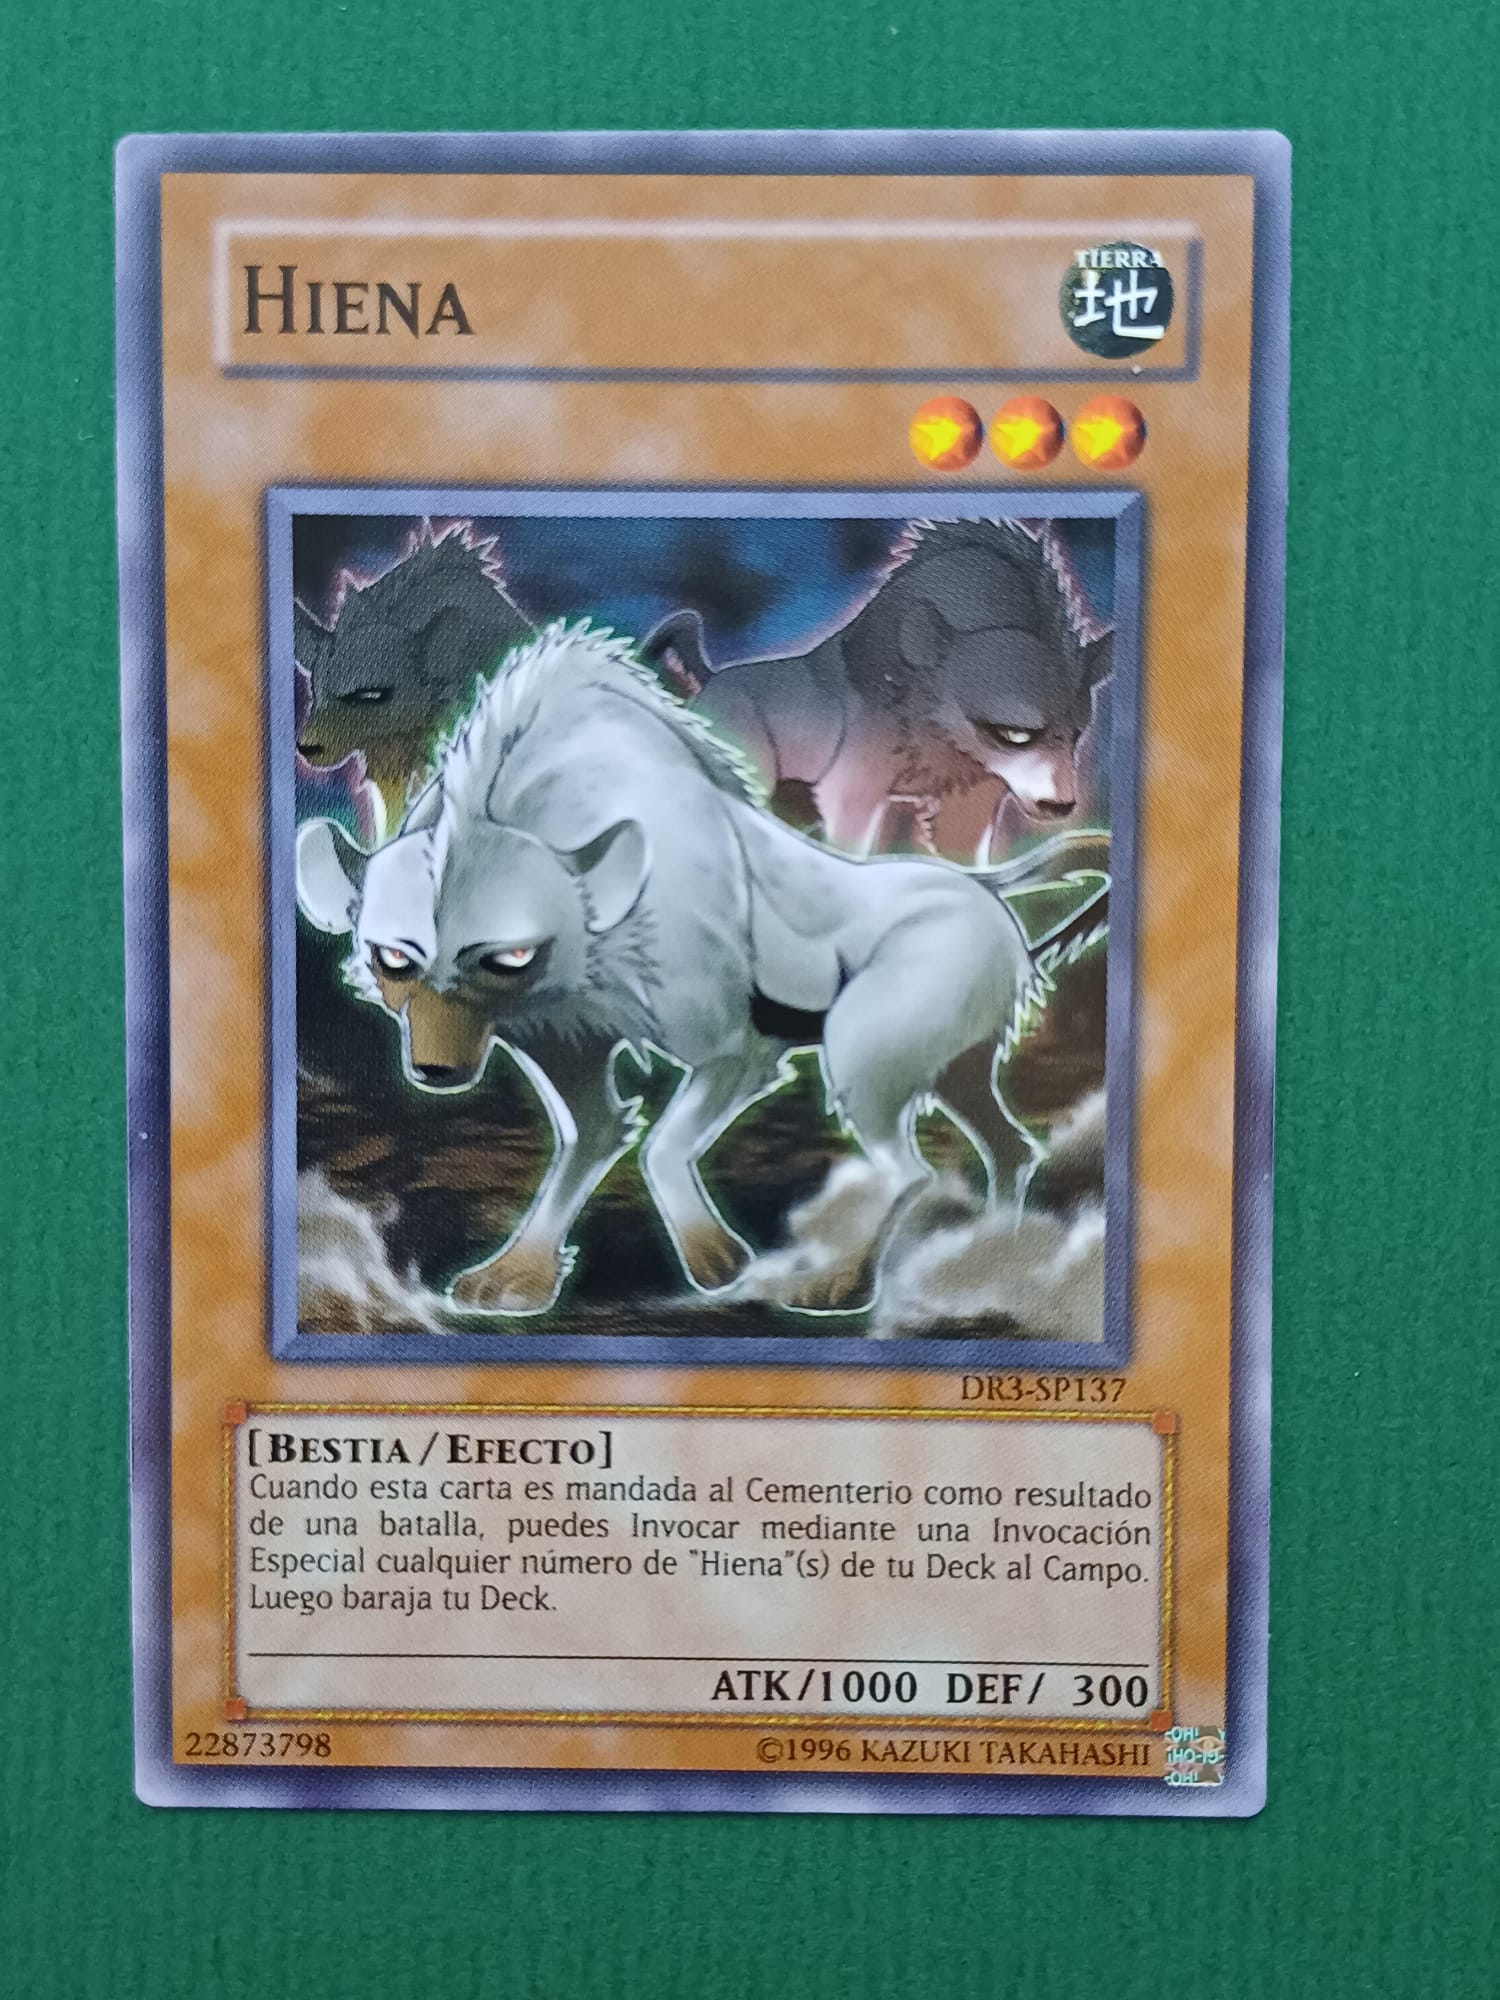 HIENA
TIERRA
地
DR3-SP137
[BESTIA / EFECTO]
Cuando esta carta es mandada al Cementerio como resultado
de una batalla, puedes Invocar mediante una Invocación
Especial cualquier número de "Hiena"(s) de tu Deck al Campo.
Luego baraja tu Deck.
ATK/1000 DEF/ 300
22873798
©1996 KAZUKI TAKAHASHI